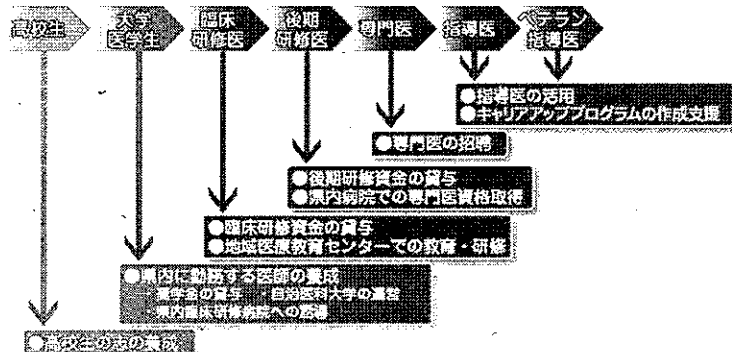 高校生
大学
医学生
臨床
研修医
後期
研修医
専門医
指導医
ベテラン
指導医
●指導医の活用
●キャリアアッププログラムの作成支援
●専門医の招聘
●後期研修資金の貸与
●県内病院での専門医資格取得
●臨床研修資金の貸与
●地域医療教育センターでの教育・研修
●県内に勤務する医師の養成
・奨学金の貸与 ・自治医科大学の運営
・県内臨床研修病院への誘導
●高校生の志の養成